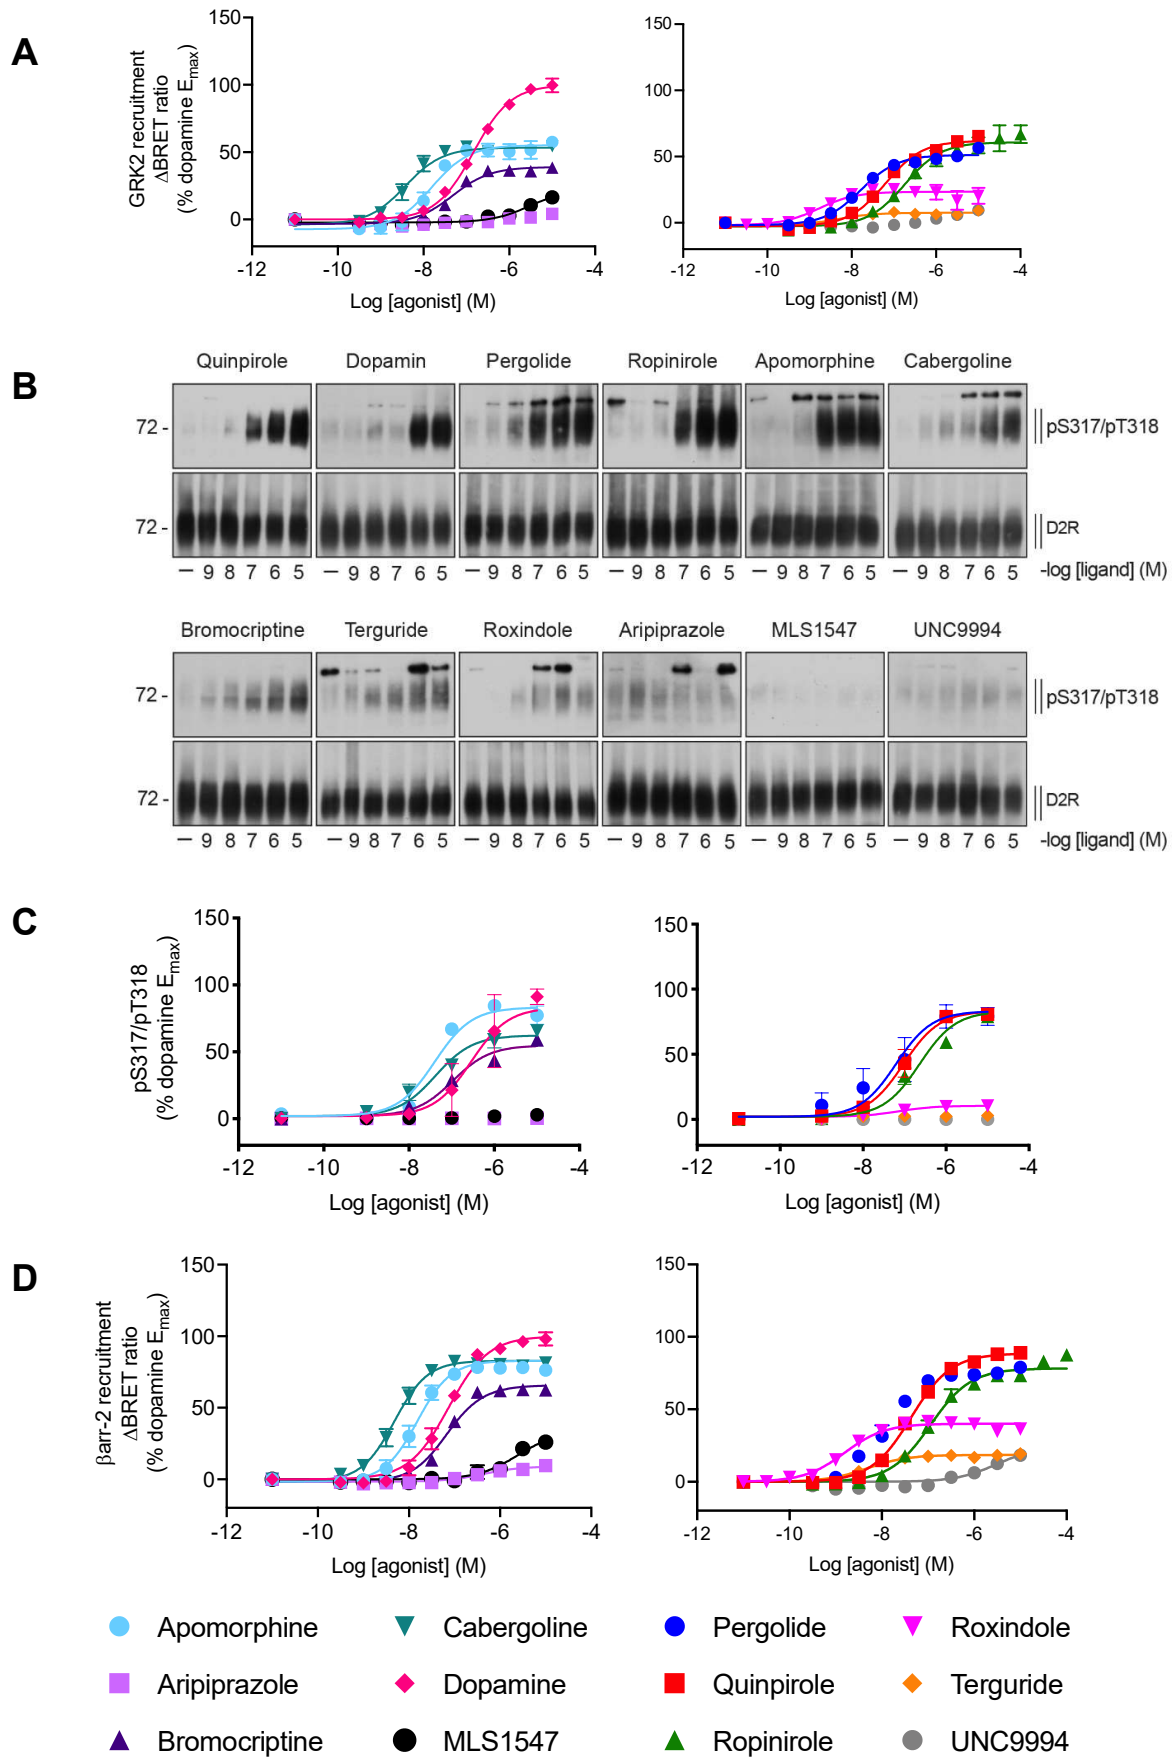 A
GRK2 recruitment
ΔBRET ratio
(% dopamine Emax)
150
100
50
0
-12 -10 -8 -6 -4
Log [agonist] (M)
150
100
50
0
-12 -10 -8 -6 -4
Log [agonist] (M)
B
Quinpirole Dopamin Pergolide Ropinirole Apomorphine Cabergoline
72 - pS317/pT318
72 - D2R
– 9 8 7 6 5 – 9 8 7 6 5 – 9 8 7 6 5 – 9 8 7 6 5 – 9 8 7 6 5 – 9 8 7 6 5 -log [ligand] (M)
Bromocriptine Terguride Roxindole Aripiprazole MLS1547 UNC9994
72 - pS317/pT318
72 - D2R
– 9 8 7 6 5 – 9 8 7 6 5 – 9 8 7 6 5 – 9 8 7 6 5 – 9 8 7 6 5 – 9 8 7 6 5 -log [ligand] (M)
C
pS317/pT318
(% dopamine Emax)
150
100
50
0
-12 -10 -8 -6 -4
Log [agonist] (M)
150
100
50
0
-12 -10 -8 -6 -4
Log [agonist] (M)
D
βarr-2 recruitment
ΔBRET ratio
(% dopamine Emax)
150
100
50
0
-12 -10 -8 -6 -4
Log [agonist] (M)
150
100
50
0
-12 -10 -8 -6 -4
Log [agonist] (M)
Apomorphine Cabergoline Pergolide Roxindole
Aripiprazole Dopamine Quinpirole Terguride
Bromocriptine MLS1547 Ropinirole UNC9994